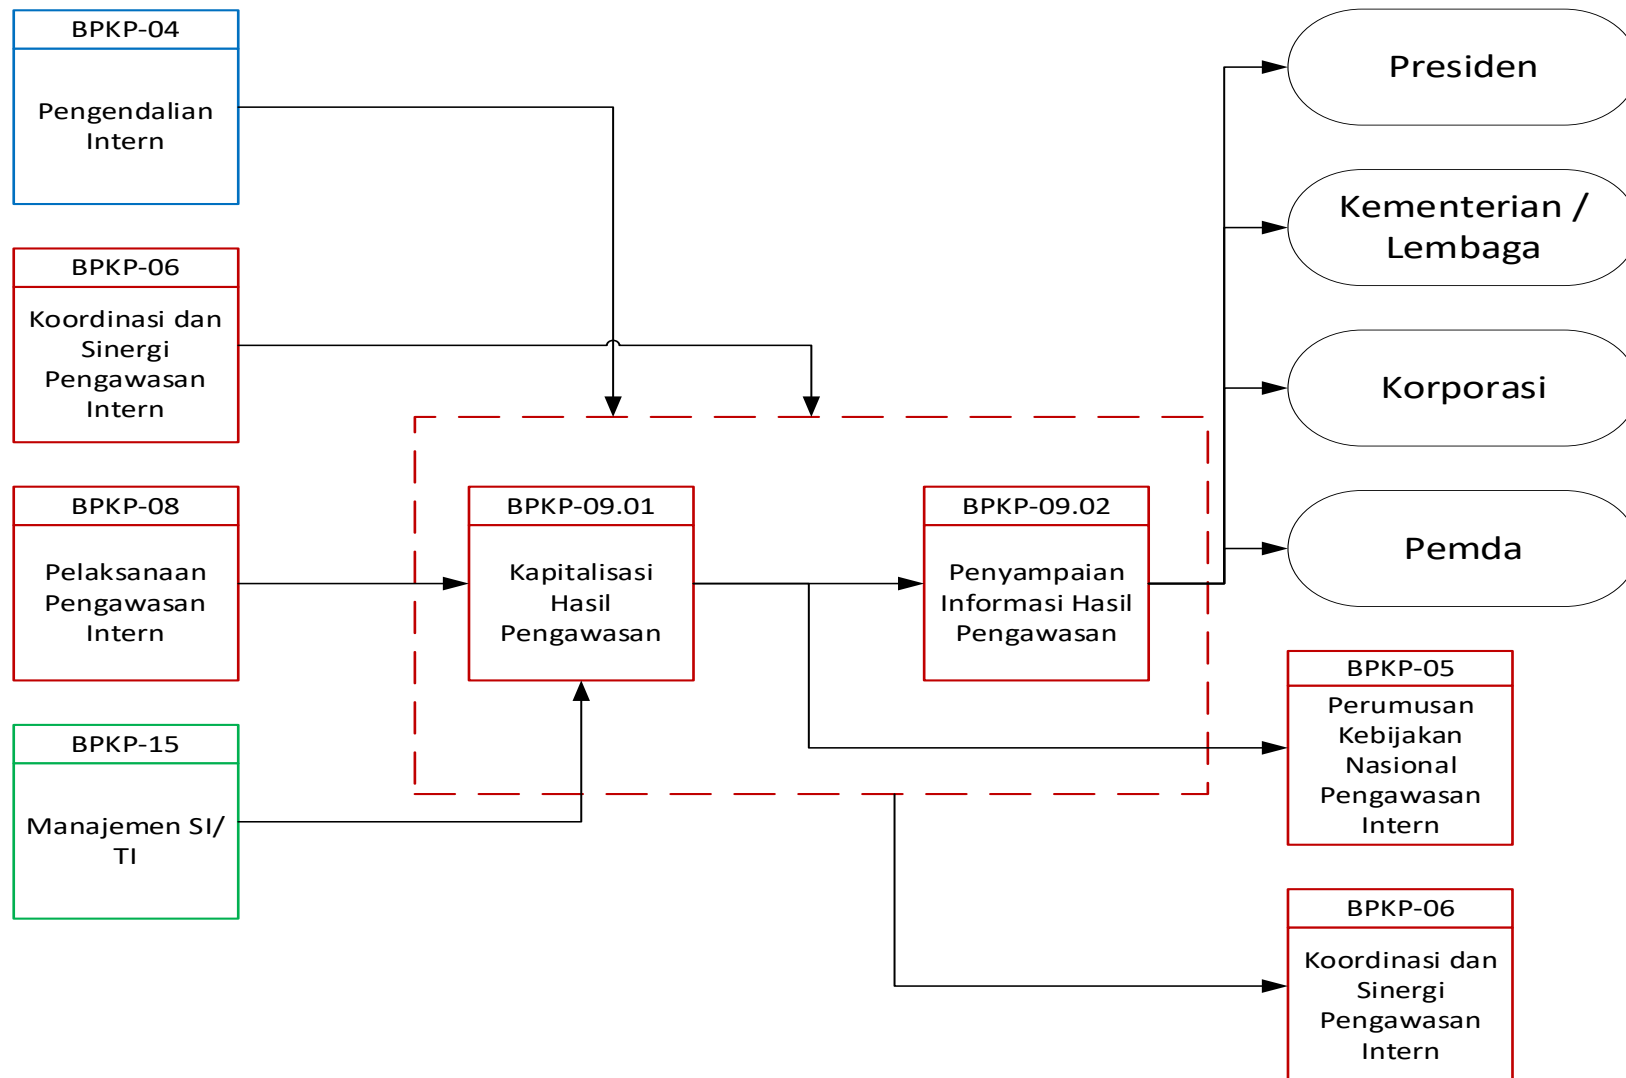 BPKP-04
Pengendalian
Intern
BPKP-06
Koordinasi dan
Sinergi
Pengawasan
Intern
BPKP-08
Pelaksanaan
Pengawasan
Intern
BPKP-15
Manajemen SI/
TI
BPKP-09.01
Kapitalisasi
Hasil
Pengawasan
BPKP-09.02
Penyampaian
Informasi Hasil
Pengawasan
Presiden
Kementerian /
Lembaga
Korporasi
Pemda
BPKP-05
Perumusan
Kebijakan
Nasional
Pengawasan
Intern
BPKP-06
Koordinasi dan
Sinergi
Pengawasan
Intern